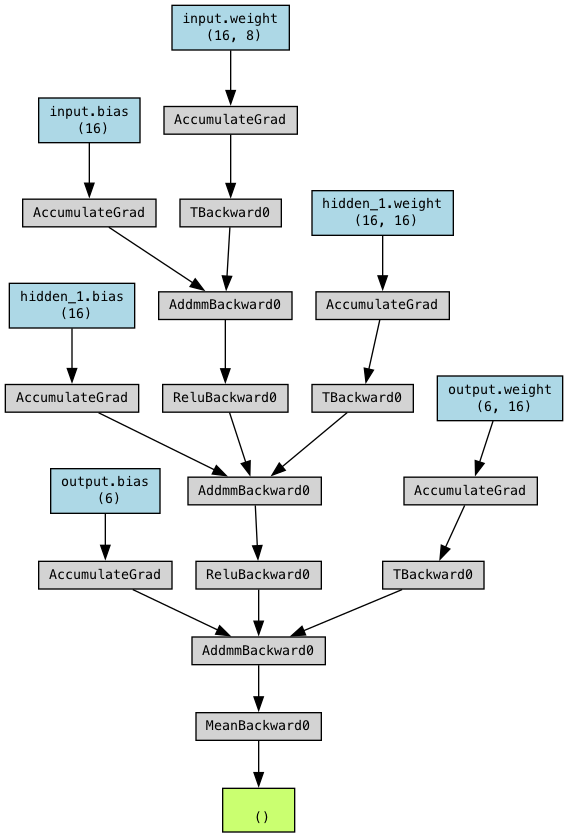 input.weight
(16, 8)
input.bias
(16)
AccumulateGrad
AccumulateGrad
TBackward0
hidden_1.weight
(16, 16)
hidden_1.bias
(16)
AddmmBackward0
AccumulateGrad
AccumulateGrad
ReluBackward0
TBackward0
output.weight
(6, 16)
output.bias
(6)
AddmmBackward0
AccumulateGrad
AccumulateGrad
ReluBackward0
TBackward0
AddmmBackward0
MeanBackward0
()